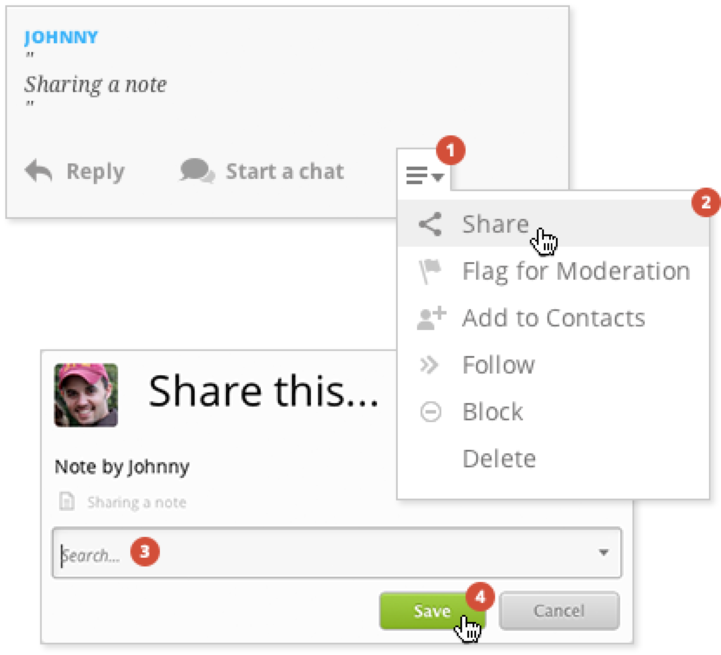 JOHNNY
"
Sharing a note
"
Reply
Start a chat
1
2
Share
Flag for Moderation
Add to Contacts
Follow
Block
Delete
Share this...
Note by Johnny
Sharing a note
Search...
3
4
Save
Cancel